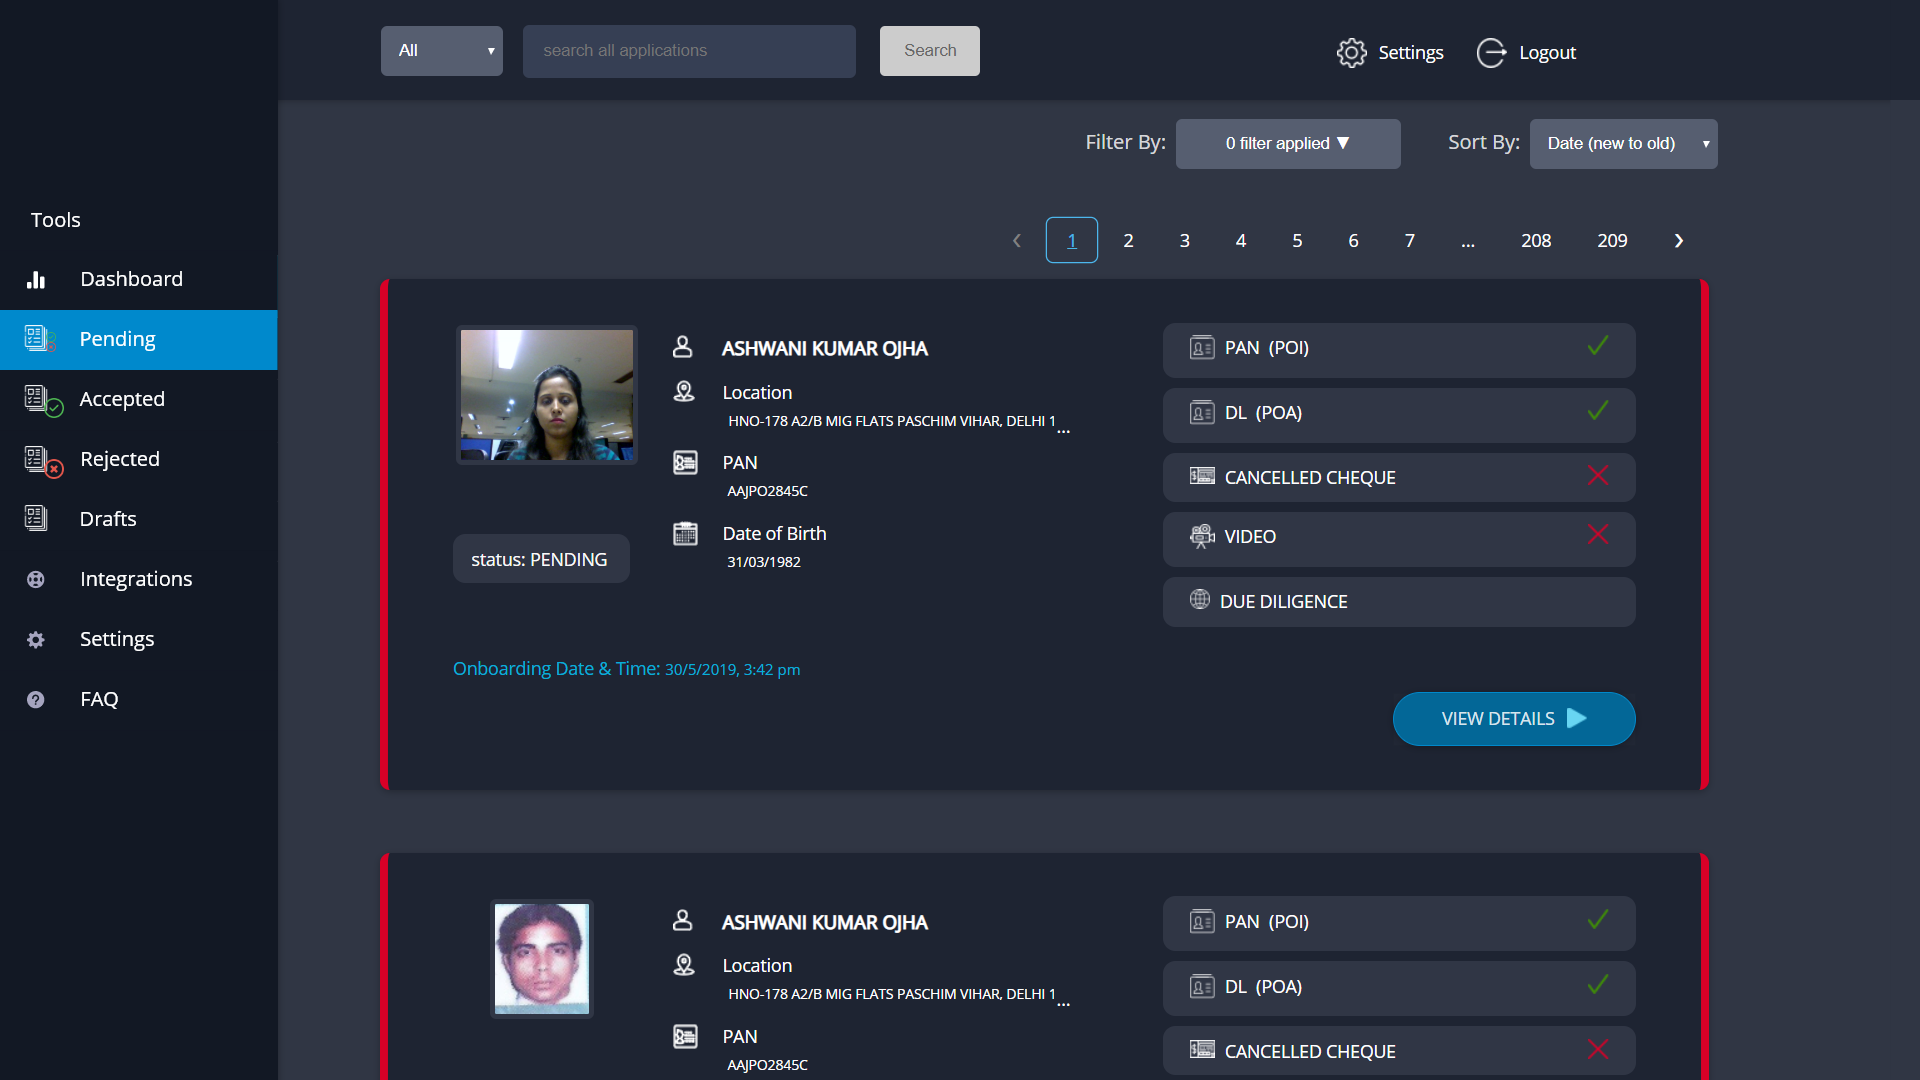 All
search all applications
Search
Settings
Logout
Filter By:
0 filter applied ▼
Sort By:
Date (new to old)
Tools
Dashboard
Pending
Accepted
Rejected
Drafts
Integrations
Settings
FAQ
‹ 1 2 3 4 5 6 7 ... 208 209 ›
ASHWANI KUMAR OJHA
Location
HNO-178 A2/B MIG FLATS PASCHIM VIHAR, DELHI 1...
PAN
AAJPO2845C
Date of Birth
31/03/1982
status: PENDING
Onboarding Date & Time: 30/5/2019, 3:42 pm
PAN (POI)
DL (POA)
CANCELLED CHEQUE
VIDEO
DUE DILIGENCE
VIEW DETAILS
ASHWANI KUMAR OJHA
Location
HNO-178 A2/B MIG FLATS PASCHIM VIHAR, DELHI 1...
PAN
AAJPO2845C
PAN (POI)
DL (POA)
CANCELLED CHEQUE